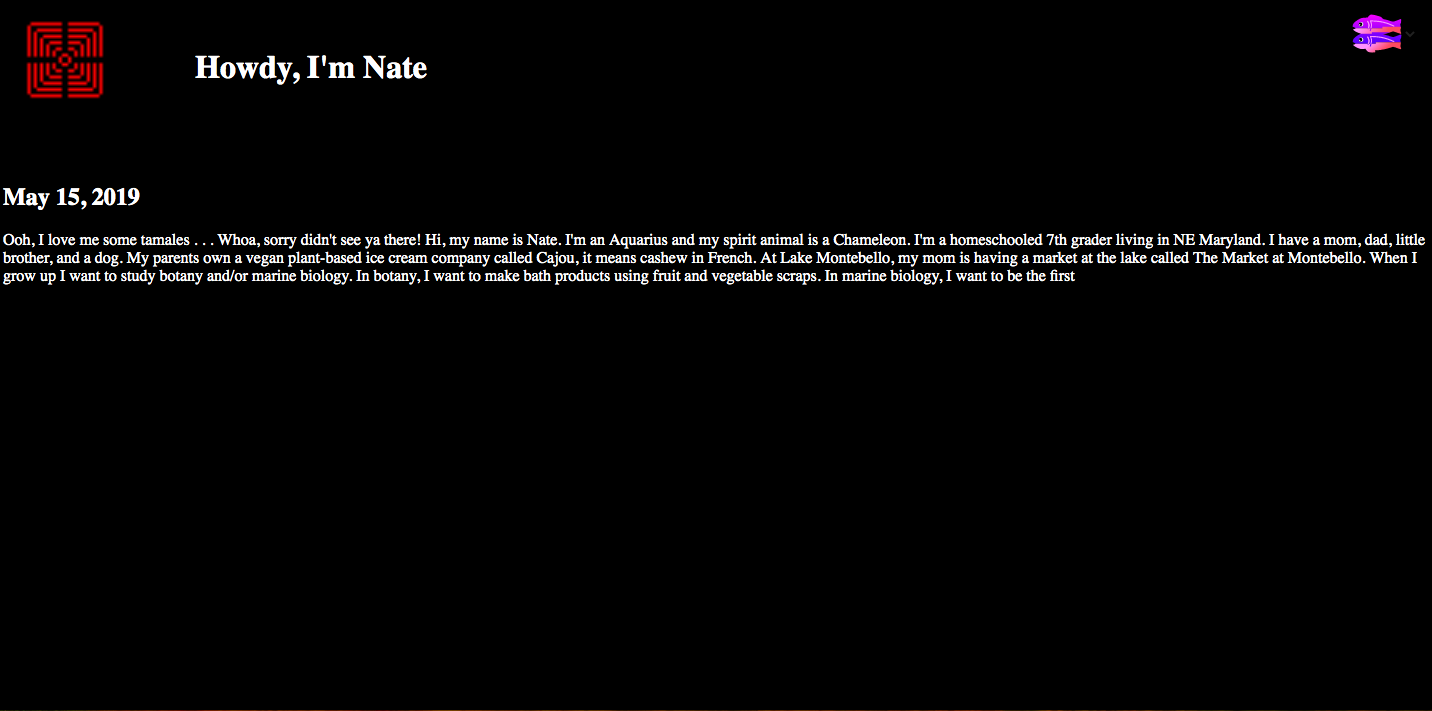 Howdy, I'm Nate
May 15, 2019
Ooh, I love me some tamales . . . Whoa, sorry didn't see ya there! Hi, my name is Nate. I'm an Aquarius and my spirit animal is a Chameleon. I'm a homeschooled 7th grader living in NE Maryland. I have a mom, dad, little
brother, and a dog. My parents own a vegan plant-based ice cream company called Cajou, it means cashew in French. At Lake Montebello, my mom is having a market at the lake called The Market at Montebello. When I
grow up I want to study botany and/or marine biology. In botany, I want to make bath products using fruit and vegetable scraps. In marine biology, I want to be the first